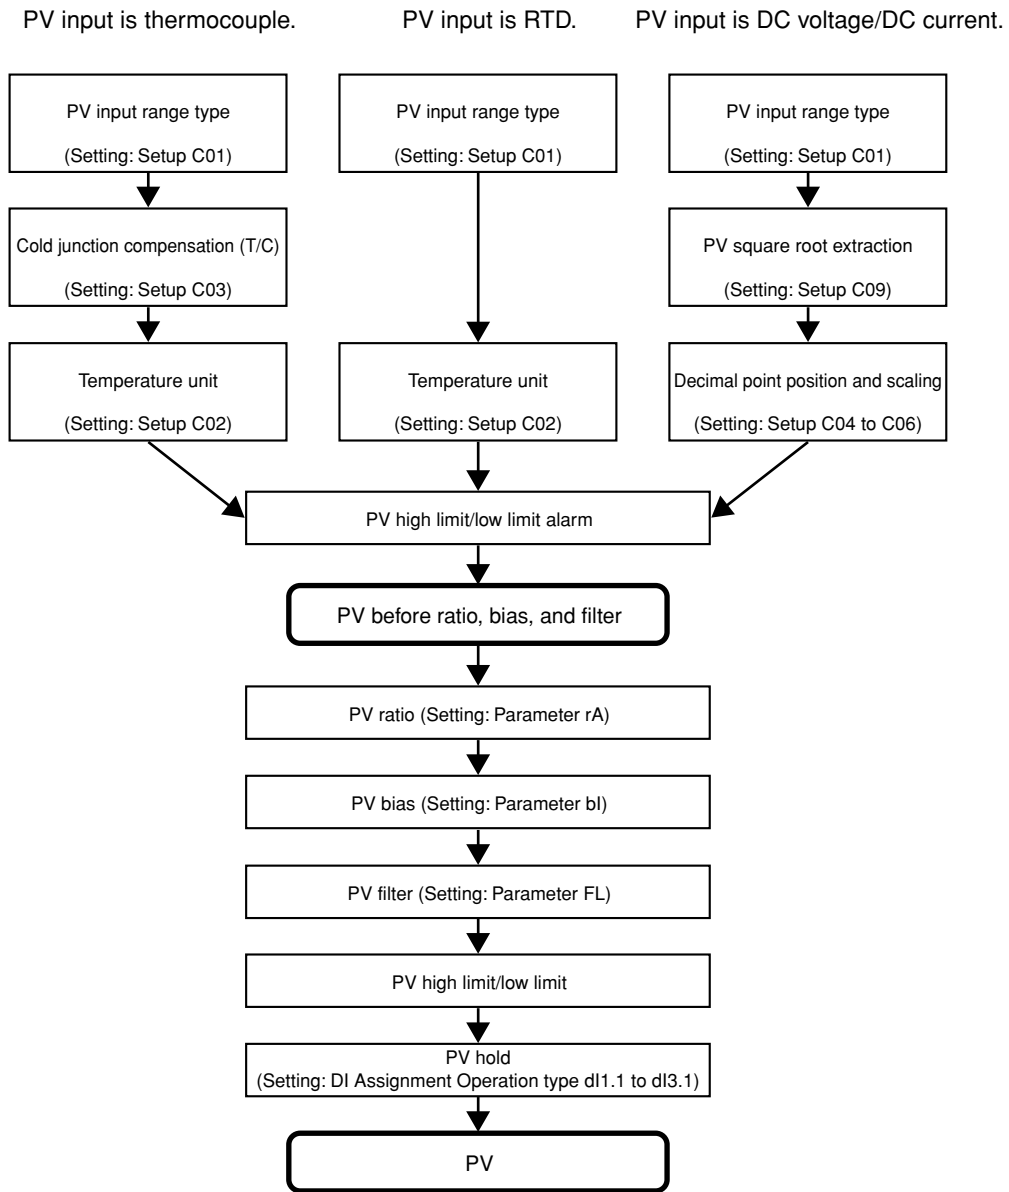 PV input is thermocouple.
PV input is RTD.
PV input is DC voltage/DC current.
PV input range type
(Setting: Setup C01)
PV input range type
(Setting: Setup C01)
PV input range type
(Setting: Setup C01)
Cold junction compensation (T/C)
(Setting: Setup C03)
PV square root extraction
(Setting: Setup C09)
Temperature unit
(Setting: Setup C02)
Temperature unit
(Setting: Setup C02)
Decimal point position and scaling
(Setting: Setup C04 to C06)
PV high limit/low limit alarm
PV before ratio, bias, and filter
PV ratio (Setting: Parameter rA)
PV bias (Setting: Parameter bI)
PV filter (Setting: Parameter FL)
PV high limit/low limit
PV hold
(Setting: DI Assignment Operation type dI1.1 to dI3.1)
PV